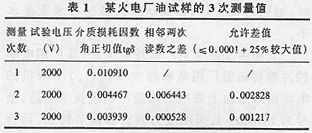 表 1 某火电厂油试样的 3 次测量值
测量 试验电压 介质损耗因数 相邻两次 允许差值
次数 (V) 角正切值tgδ 读数之差 (≤0.0001+25%较大值)
1 2000 0.010910 / /
2 2000 0.004467 0.006443 0.002828
3 2000 0.003939 0.000528 0.001217